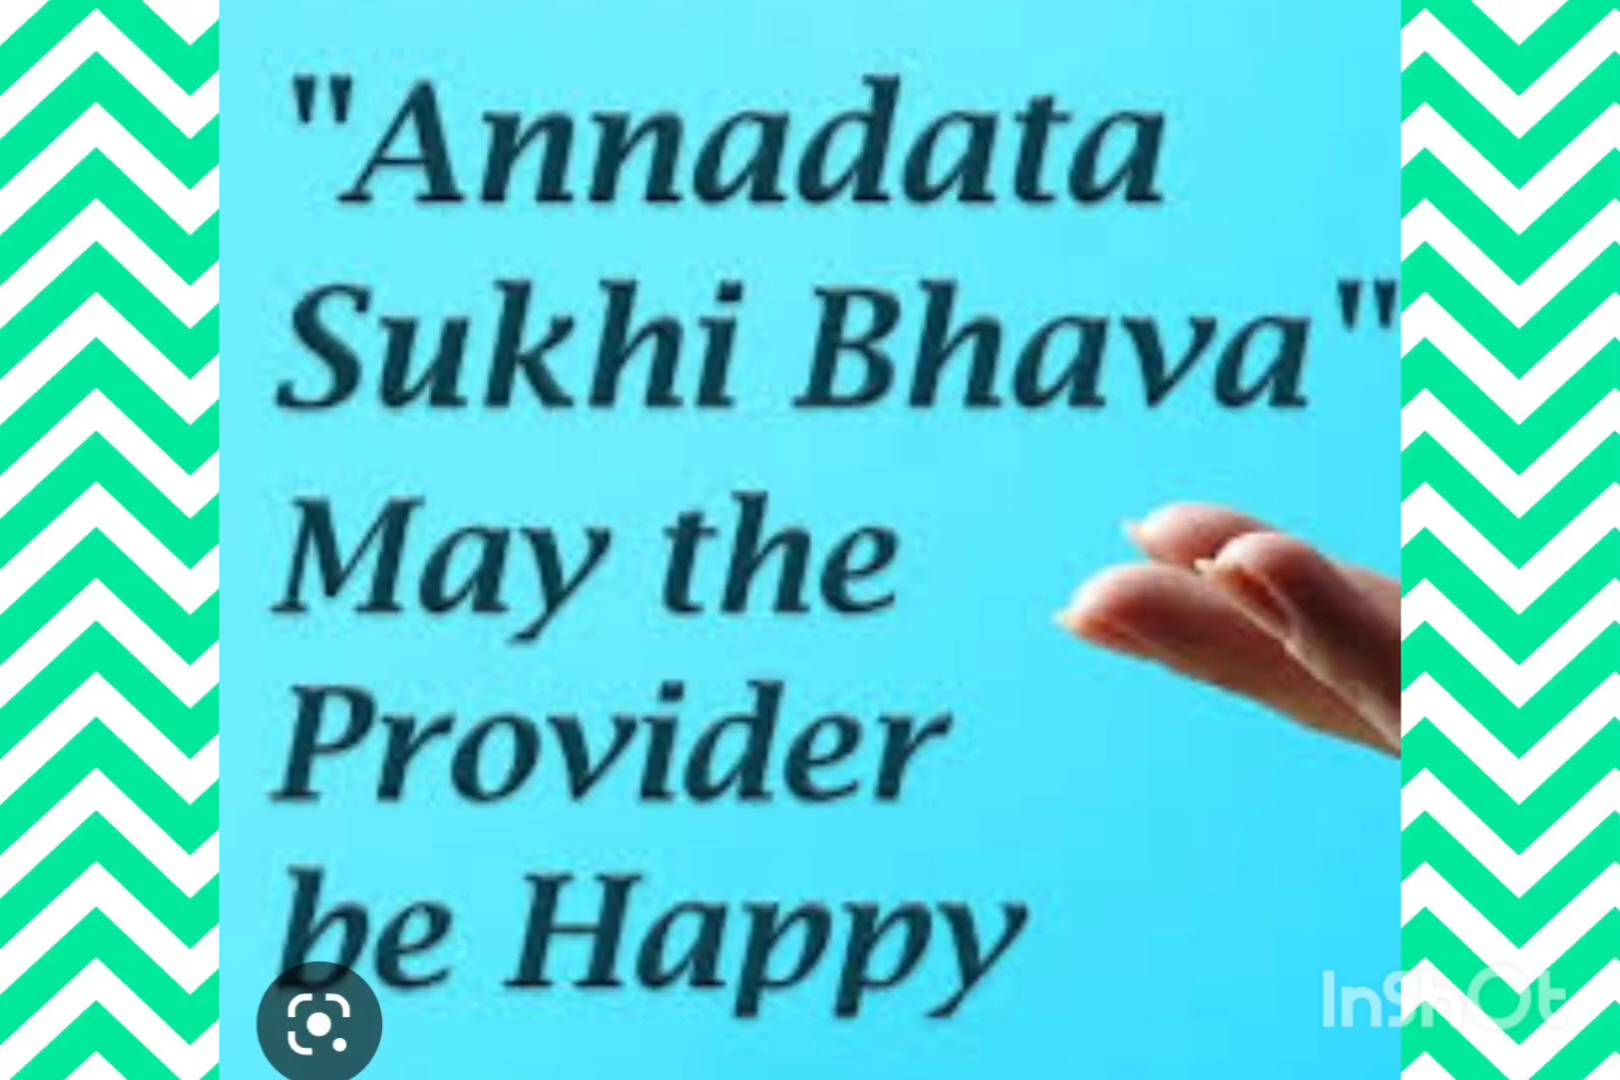 "Annadata
Sukhi Bhava"
May the
Provider
be Happy
InShOt